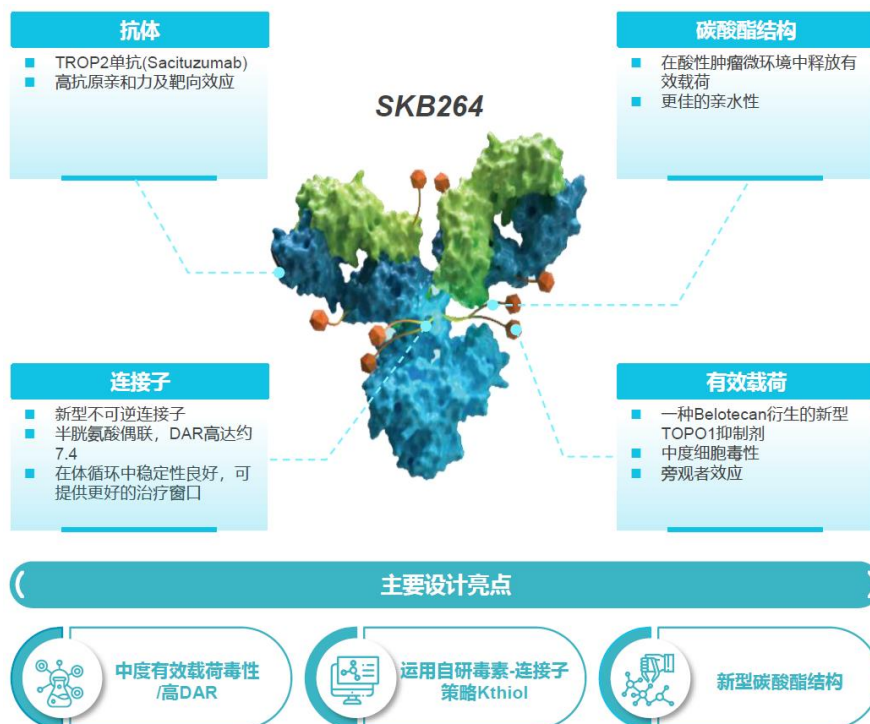 抗体
TROP2单抗(Sacituzumab)
高抗原亲和力及靶向效应
碳酸酯结构
在酸性肿瘤微环境中释放有
效载荷
更佳的亲水性
SKB264
连接子
新型不可逆连接子
半胱氨酸偶联，DAR高达约
7.4
在体循环中稳定性良好，可
提供更好的治疗窗口
有效载荷
一种Belotecan衍生的新型
TOPO1抑制剂
中度细胞毒性
旁观者效应
主要设计亮点
中度有效载荷毒性
/高DAR
运用自研毒素-连接子
策略Kthiol
新型碳酸酯结构